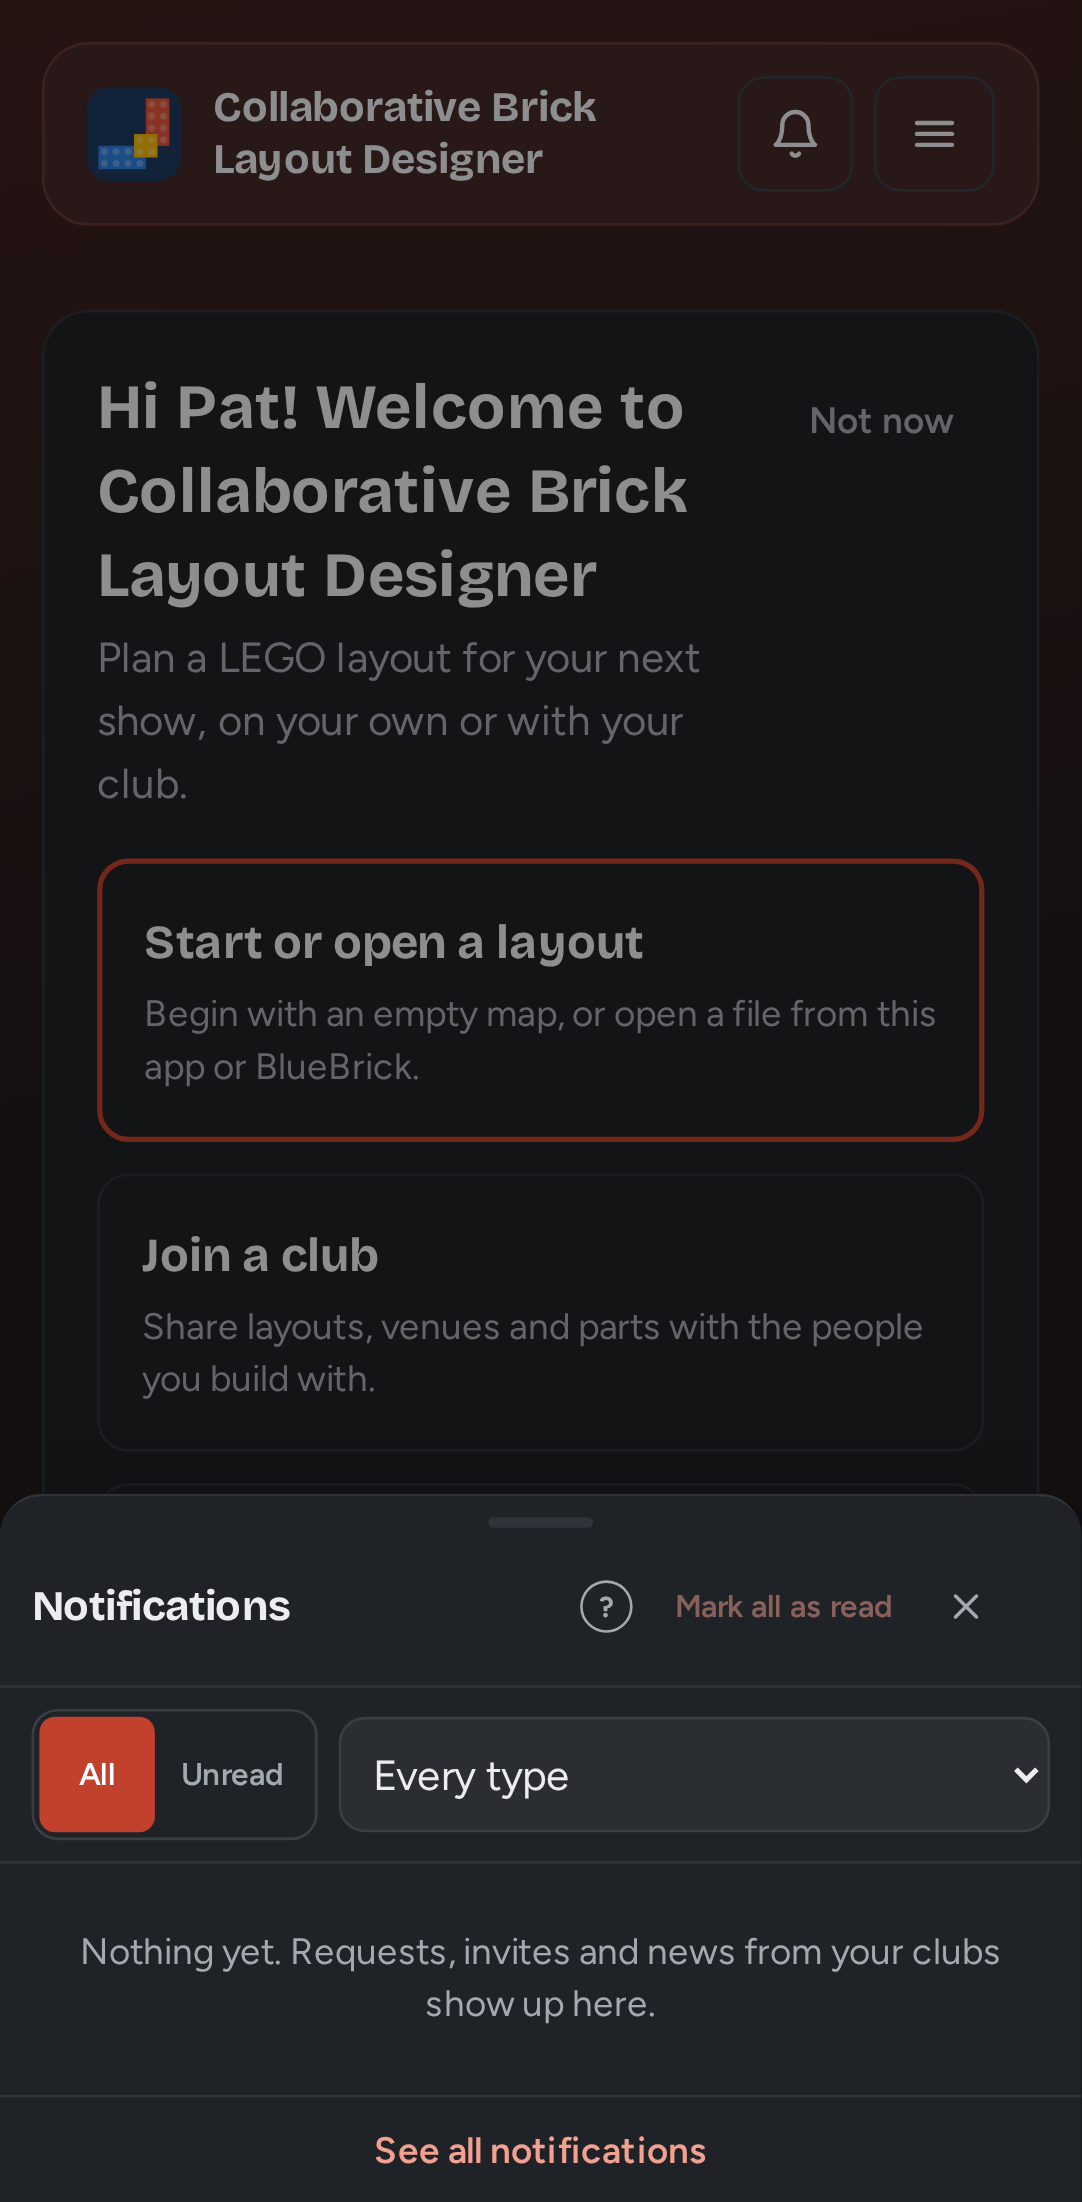 Collaborative Brick
Layout Designer
Hi Pat! Welcome to
Collaborative Brick
Layout Designer
Not now
Plan a LEGO layout for your next
show, on your own or with your
club.
Start or open a layout
Begin with an empty map, or open a file from this
app or BlueBrick.
Join a club
Share layouts, venues and parts with the people
you build with.
Notifications
?
Mark all as read
All
Unread
Every type
Nothing yet. Requests, invites and news from your clubs
show up here.
See all notifications